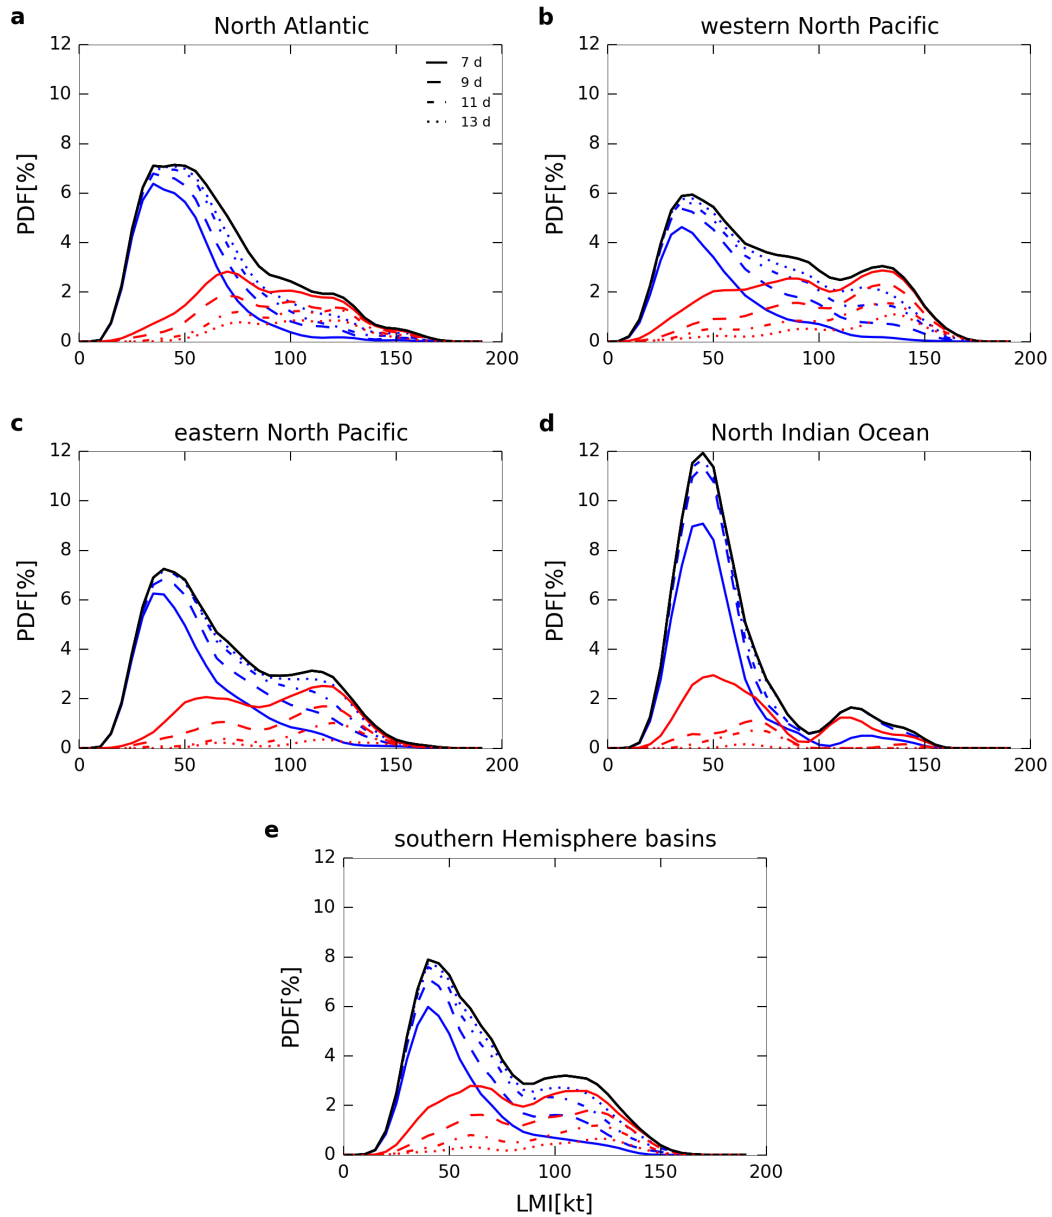 a
North Atlantic
12
10
8
6
4
2
0
PDF[%]
0 50 100 150 200
7 d
9 d
11 d
13 d
b
western North Pacific
12
10
8
6
4
2
0
PDF[%]
0 50 100 150 200
c
eastern North Pacific
12
10
8
6
4
2
0
PDF[%]
0 50 100 150 200
d
North Indian Ocean
12
10
8
6
4
2
0
PDF[%]
0 50 100 150 200
e
southern Hemisphere basins
12
10
8
6
4
2
0
PDF[%]
0 50 100 150 200
LMI[kt]